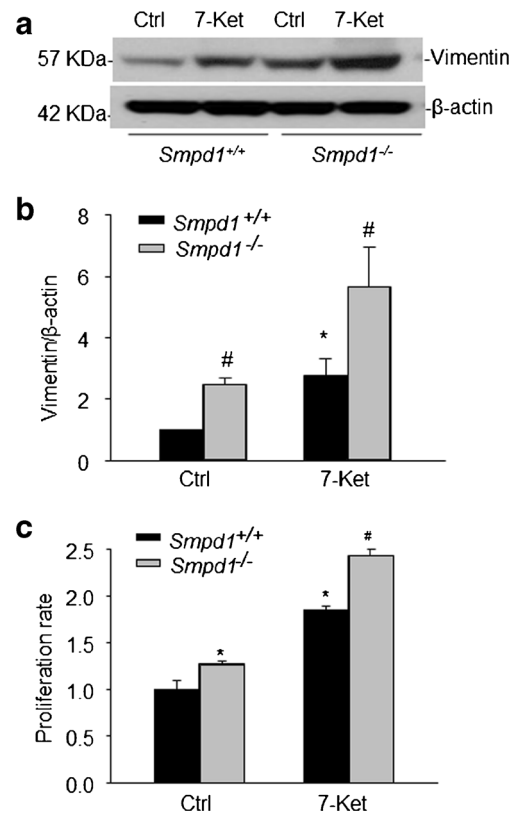 a
Ctrl 7-Ket Ctrl 7-Ket
57 KDa- -Vimentin
42 KDa- -β-actin
Smpd1+/+ Smpd1-/-
b
8
6
4
2
0
Vimentin/β-actin
Smpd1 +/+
Smpd1 -/-
#
*
#
Ctrl 7-Ket
c
2.5
2.0
1.5
1.0
0.5
0.0
Proliferation rate
Smpd1+/+
Smpd1-/-
*
*
#
Ctrl 7-Ket